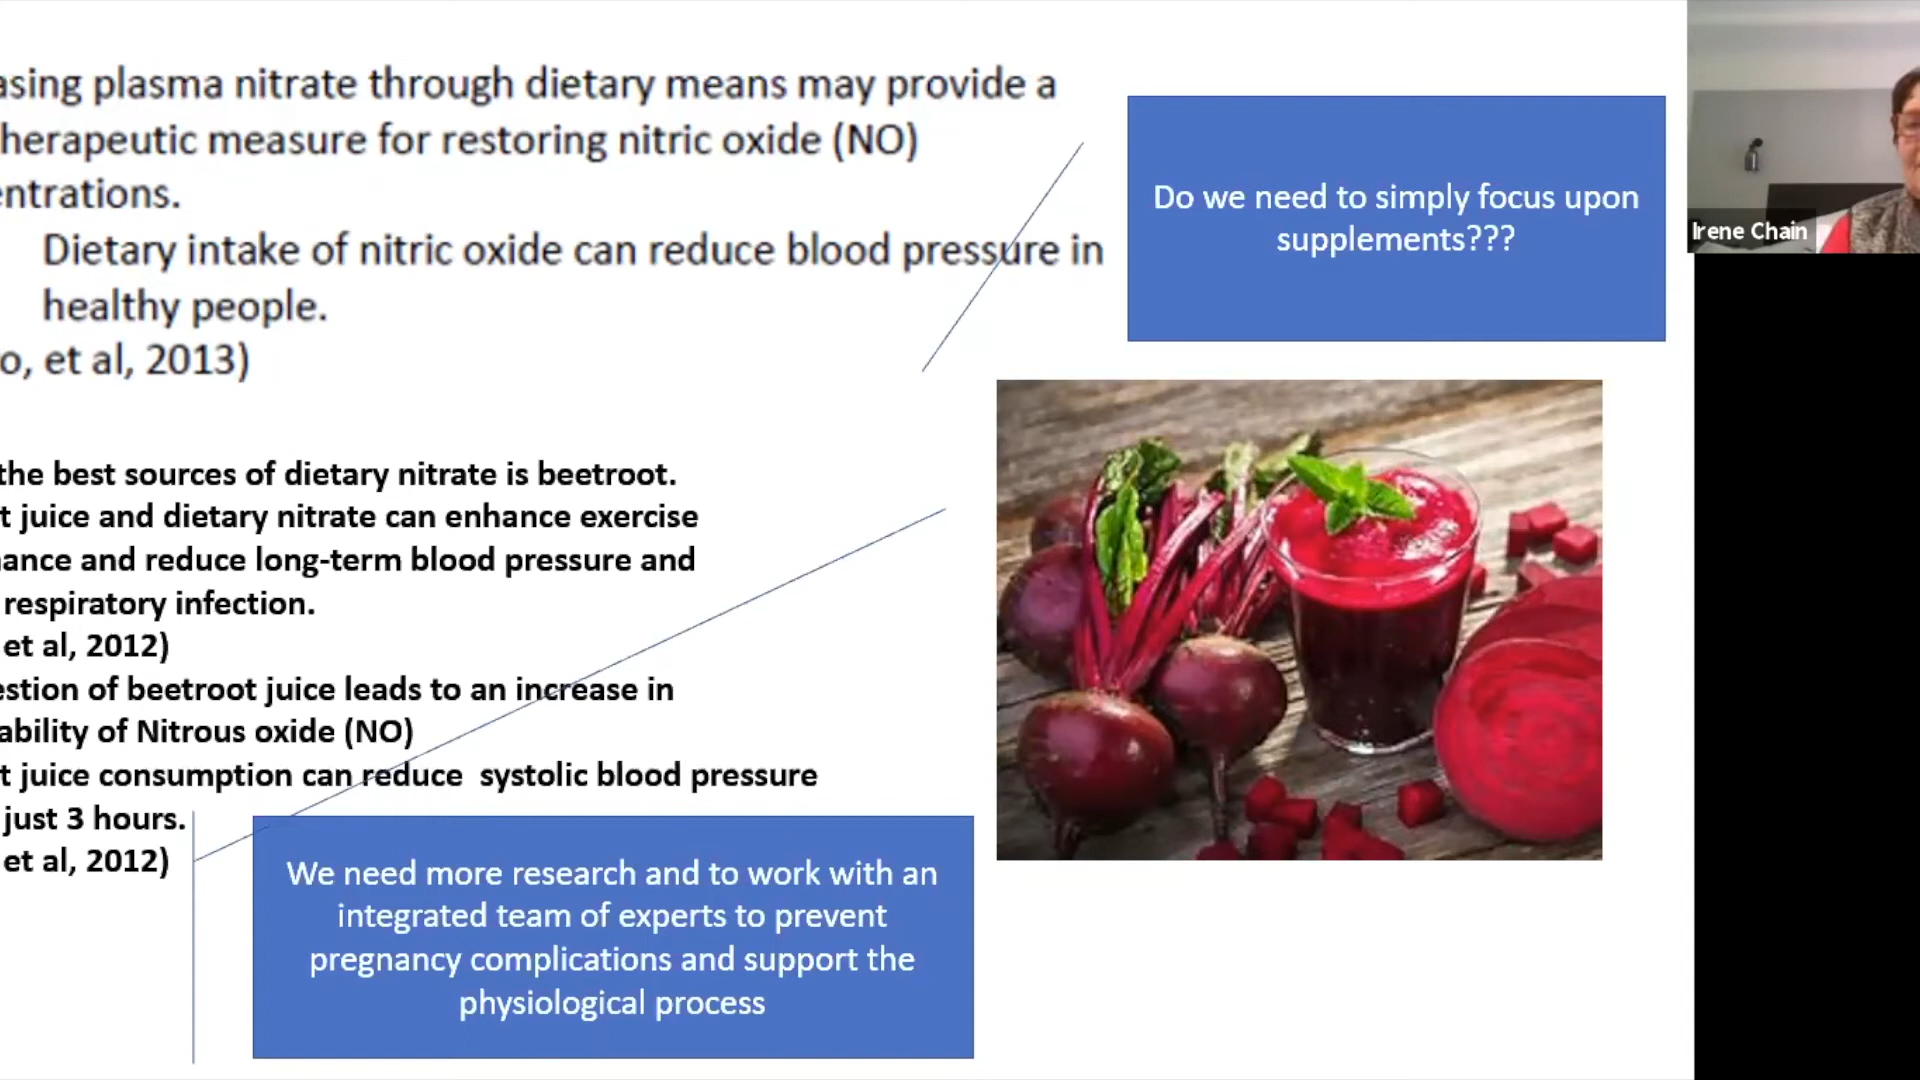 asing plasma nitrate through dietary means may provide a
herapeutic measure for restoring nitric oxide (NO)
entrations.
Dietary intake of nitric oxide can reduce blood pressure in
healthy people.
o, et al, 2013)
the best sources of dietary nitrate is beetroot.
t juice and dietary nitrate can enhance exercise
ance and reduce long-term blood pressure and
respiratory infection.
et al, 2012)
estion of beetroot juice leads to an increase in
ability of Nitrous oxide (NO)
t juice consumption can reduce systolic blood pressure
just 3 hours.
et al, 2012)
Do we need to simply focus upon
supplements???
We need more research and to work with an
integrated team of experts to prevent
pregnancy complications and support the
physiological process
Irene Chain